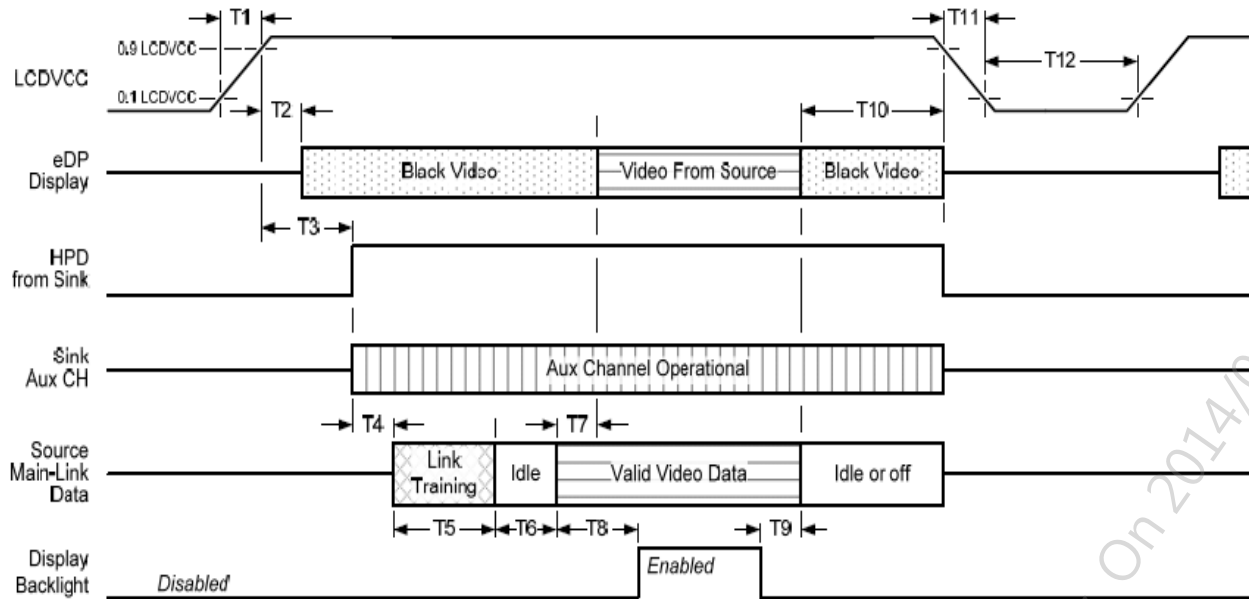 T1
T11
0.9 LCDVCC
LCDVCC
T12
0.1 LCDVCC
T2
T10
eDP
Display
Black Video
Video From Source
Black Video
T3
HPD
from Sink
Sink
Aux CH
Aux Channel Operational
T4
T7
Source
Main-Link
Data
Link
Training
Idle
Valid Video Data
Idle or off
T5
T6
T8
T9
Display
Backlight
Disabled
Enabled
On 2014/